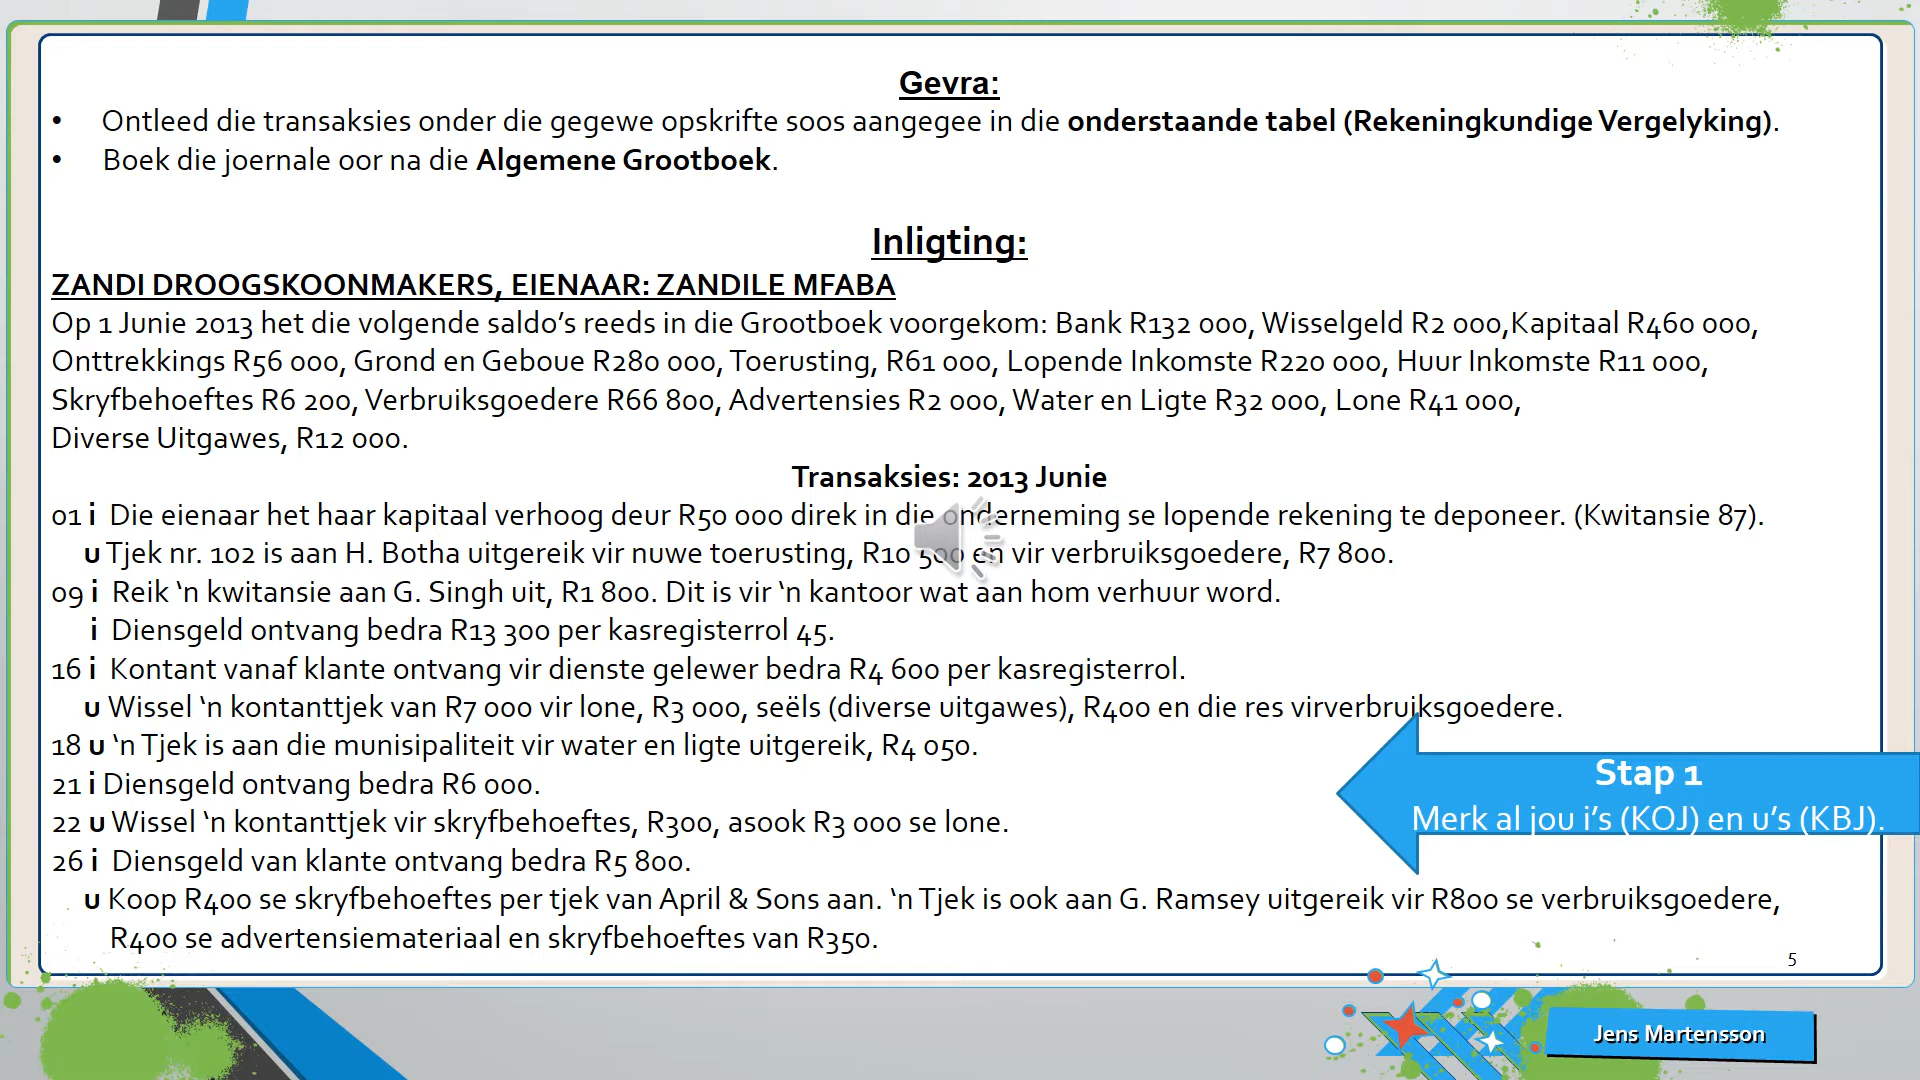 Gevra:
• Ontleed die transaksies onder die gegewe opskrifte soos aangegee in die onderstaande tabel (Rekeningkundige Vergelyking).
• Boek die joernale oor na die Algemene Grootboek.
Inligting:
ZANDI DROOGSKOONMAKERS, EIENAAR: ZANDILE MFABA
Op 1 Junie 2013 het die volgende saldo’s reeds in die Grootboek voorgekom: Bank R132 000, Wisselgeld R2 000,Kapitaal R460 000,
Onttrekkings R56 000, Grond en Geboue R280 000, Toerusting, R61 000, Lopende Inkomste R220 000, Huur Inkomste R11 000,
Skryfbehoeftes R6 200, Verbruiksgoedere R66 800, Advertensies R2 000, Water en Ligte R32 000, Lone R41 000,
Diverse Uitgawes, R12 000.
Transaksies: 2013 Junie
01 i Die eienaar het haar kapitaal verhoog deur R50 000 direk in die onderneming se lopende rekening te deponeer. (Kwitansie 87).
u Tjek nr. 102 is aan H. Botha uitgereik vir nuwe toerusting, R10 500 en vir verbruiksgoedere, R7 800.
09 i Reik ‘n kwitansie aan G. Singh uit, R1 800. Dit is vir ‘n kantoor wat aan hom verhuur word.
i Diensgeld ontvang bedra R13 300 per kasregisterrol 45.
16 i Kontant vanaf klante ontvang vir dienste gelewer bedra R4 600 per kasregisterrol.
u Wissel ‘n kontanttjek van R7 000 vir lone, R3 000, seëls (diverse uitgawes), R400 en die res virverbruiksgoedere.
18 u ‘n Tjek is aan die munisipaliteit vir water en ligte uitgereik, R4 050.
21 i Diensgeld ontvang bedra R6 000.
22 u Wissel ‘n kontanttjek vir skryfbehoeftes, R300, asook R3 000 se lone.
26 i Diensgeld van klante ontvang bedra R5 800.
u Koop R400 se skryfbehoeftes per tjek van April & Sons aan. ‘n Tjek is ook aan G. Ramsey uitgereik vir R800 se verbruiksgoedere,
R400 se advertensiemateriaal en skryfbehoeftes van R350.
Stap 1
Merk al jou i’s (KOJ) en u’s (KBJ).
5
Jens Martensson